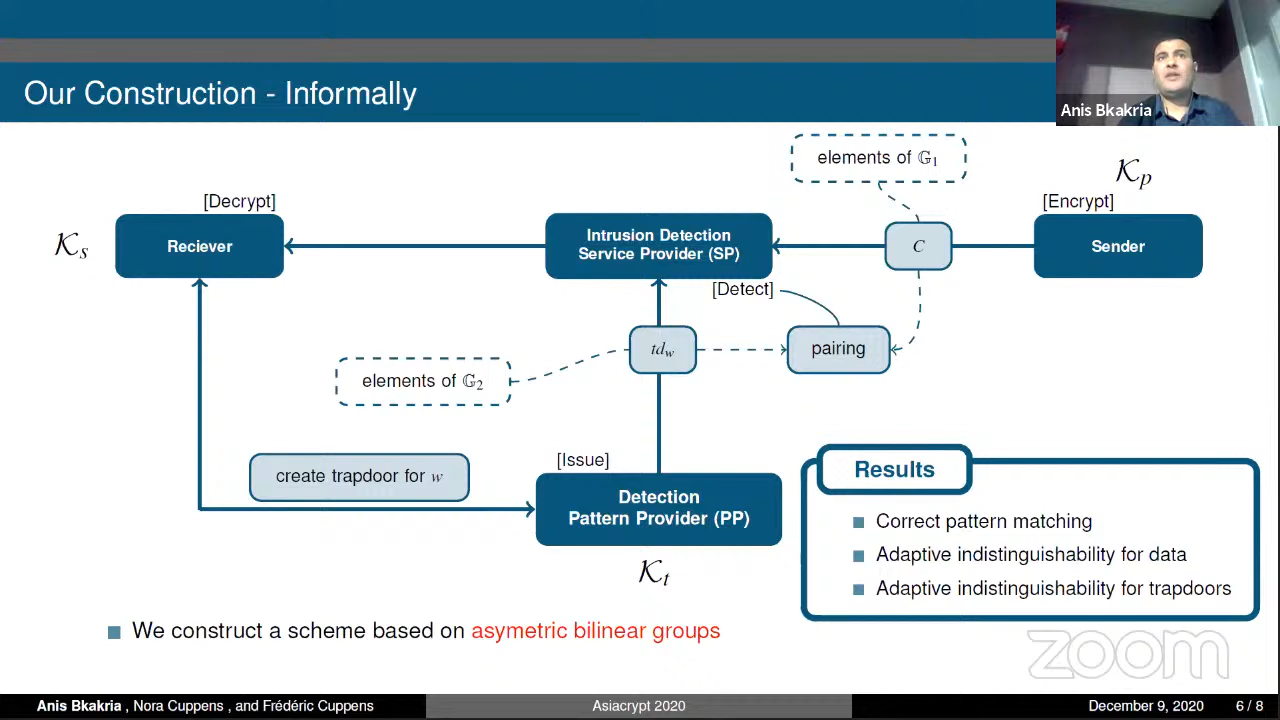 Our Construction - Informally
Anis Bkakria
elements of 𝔾₁
𝒦ₚ
[Decrypt]
[Encrypt]
𝒦ₛ
Reciever
Intrusion Detection
Service Provider (SP)
C
Sender
[Detect]
td_w
pairing
elements of 𝔾₂
[Issue]
create trapdoor for w
Detection
Pattern Provider (PP)
𝒦ₜ
Results
Correct pattern matching
Adaptive indistinguishability for data
Adaptive indistinguishability for trapdoors
We construct a scheme based on asymetric bilinear groups
zoom
Anis Bkakria , Nora Cuppens , and Frédéric Cuppens
Asiacrypt 2020
December 9, 2020
6 / 8